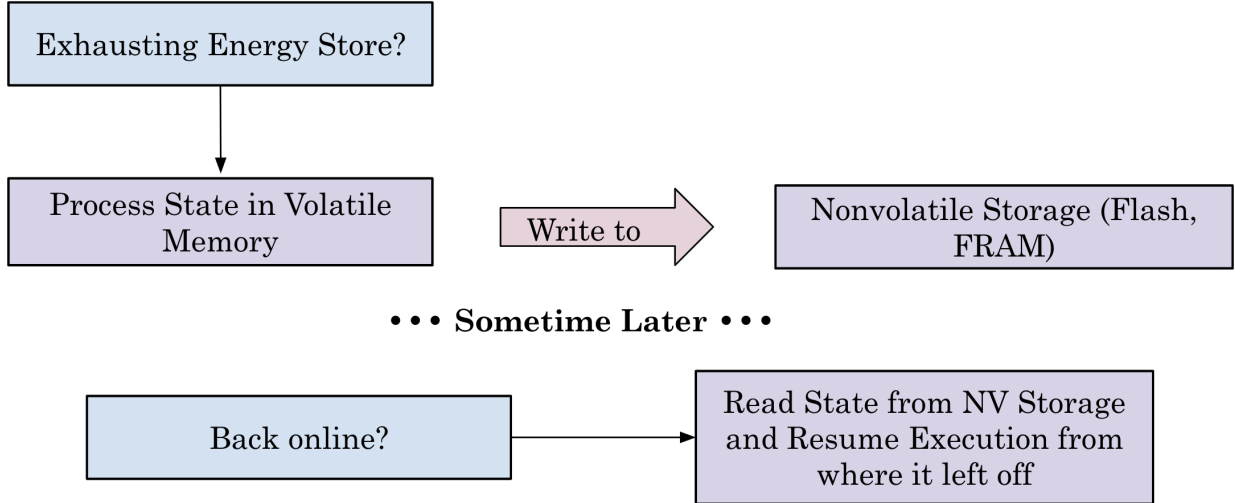 Exhausting Energy Store?
Process State in Volatile
Memory
Write to
Nonvolatile Storage (Flash,
FRAM)
••• Sometime Later •••
Back online?
Read State from NV Storage
and Resume Execution from
where it left off